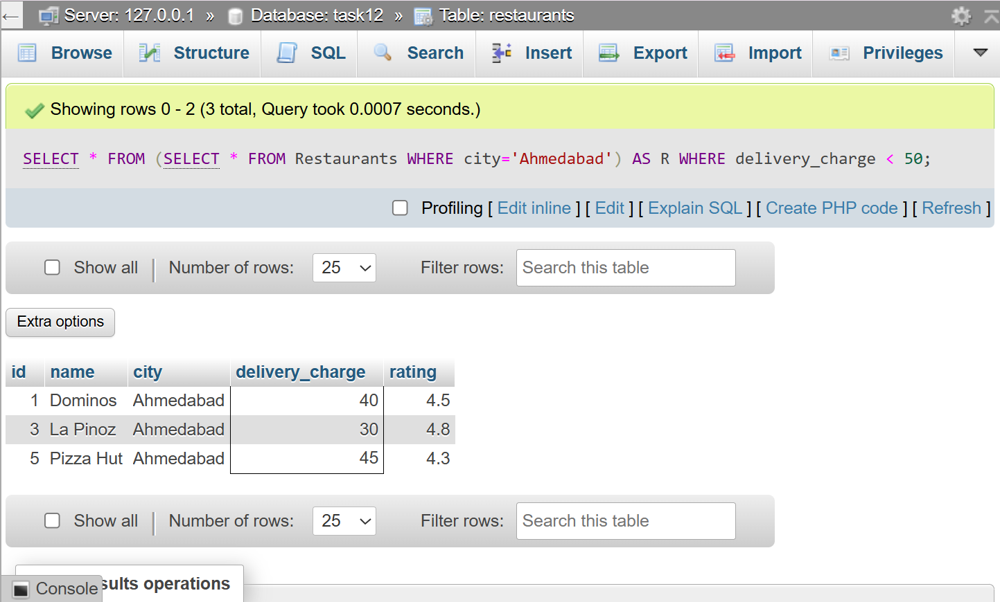 Server: 127.0.0.1 » Database: task12 » Table: restaurants
Browse Structure SQL Search Insert Export Import Privileges
Showing rows 0 - 2 (3 total, Query took 0.0007 seconds.)
SELECT * FROM (SELECT * FROM Restaurants WHERE city='Ahmedabad') AS R WHERE delivery_charge < 50;
Profiling [ Edit inline ] [ Edit ] [ Explain SQL ] [ Create PHP code ] [ Refresh ]
Show all Number of rows: 25 Filter rows: Search this table
Extra options
id name city delivery_charge rating
1 Dominos Ahmedabad 40 4.5
3 La Pinoz Ahmedabad 30 4.8
5 Pizza Hut Ahmedabad 45 4.3
Show all Number of rows: 25 Filter rows: Search this table
operations
Console